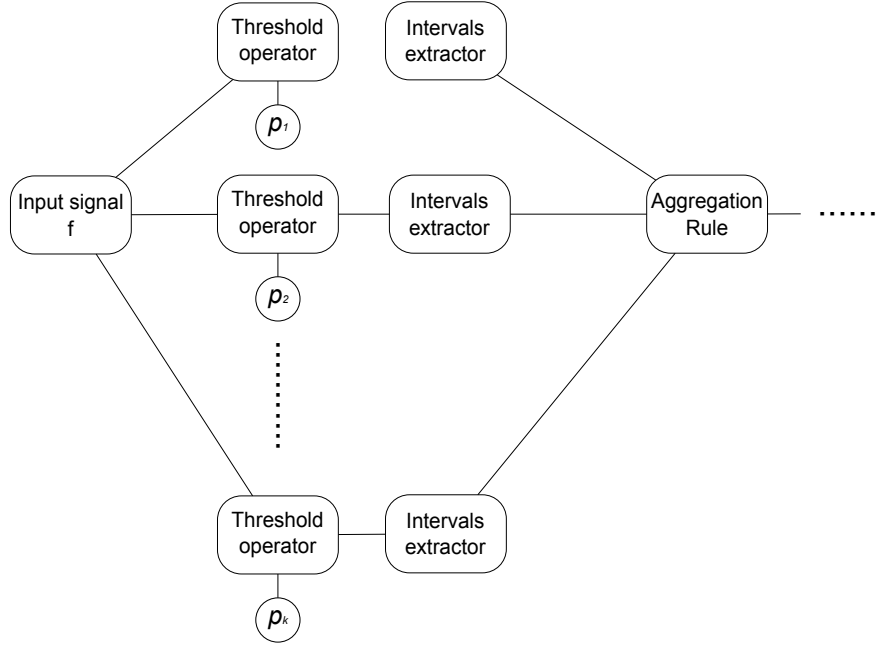 Threshold
operator
Intervals
extractor
p₁
Input signal
f
Threshold
operator
Intervals
extractor
Aggregation
Rule
p₂
Threshold
operator
Intervals
extractor
pₖ